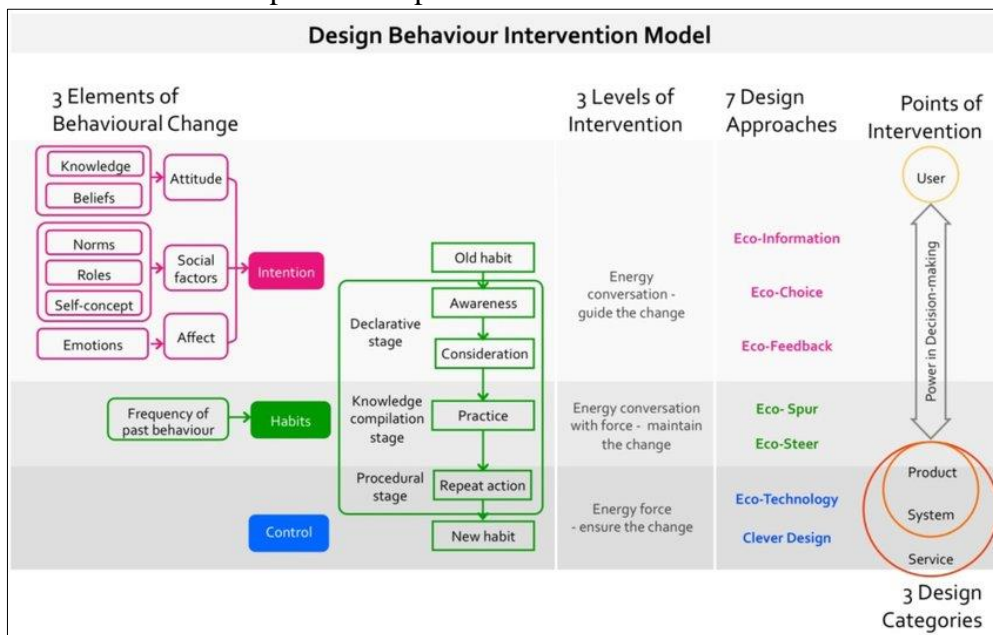 Design Behaviour Intervention Model
3 Elements of
Behavioural Change
3 Levels of
Intervention
7 Design
Approaches
Points of
Intervention
Knowledge
Beliefs
Attitude
Norms
Roles
Self-concept
Social
factors
Emotions
Affect
Intention
Frequency of
past behaviour
Habits
Control
Old habit
Declarative
stage
Awareness
Consideration
Knowledge
compilation
stage
Practice
Procedural
stage
Repeat action
New habit
Energy
conversation -
guide the change
Energy conversation
with force - maintain
the change
Energy force
- ensure the change
Eco-Information
Eco-Choice
Eco-Feedback
Eco- Spur
Eco-Steer
Eco-Technology
Clever Design
User
Power in Decision-making
Product
System
Service
3 Design
Categories